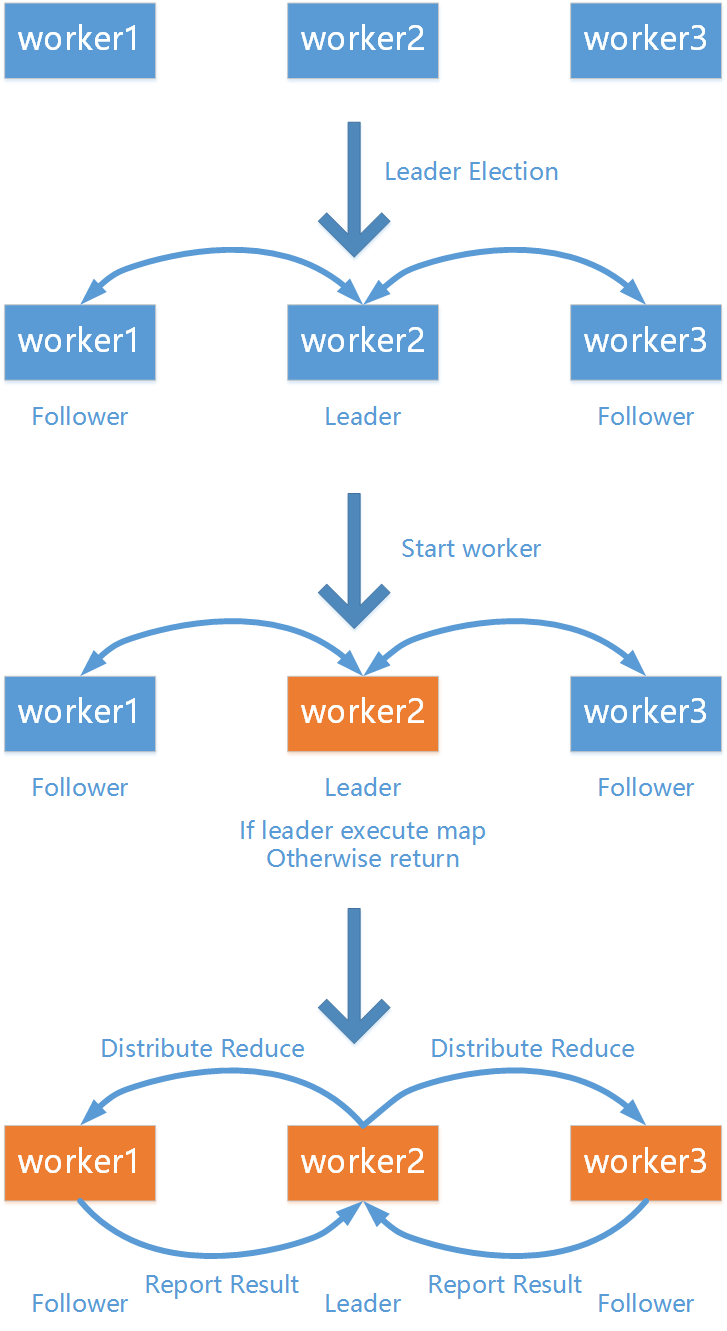 worker1
worker2
worker3
Leader Election
worker1
worker2
worker3
Follower
Leader
Follower
Start worker
worker1
worker2
worker3
Follower
Leader
Follower
If leader execute map
Otherwise return
Distribute Reduce
Distribute Reduce
worker1
worker2
worker3
Report Result
Report Result
Follower
Leader
Follower